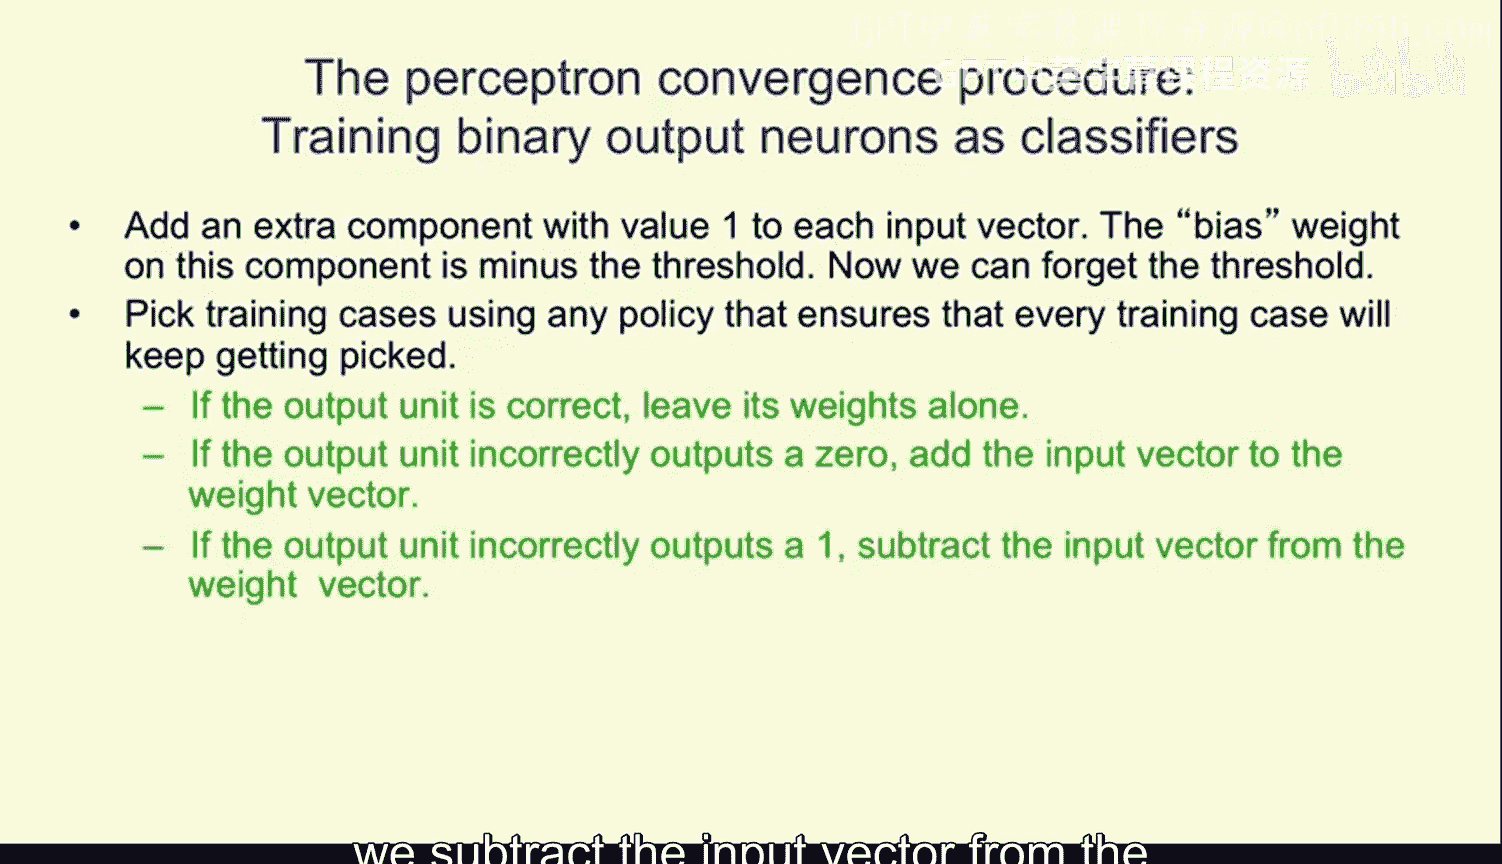 The perceptron convergence procedure:
Training binary output neurons as classifiers
• Add an extra component with value 1 to each input vector. The “bias” weight
on this component is minus the threshold. Now we can forget the threshold.
• Pick training cases using any policy that ensures that every training case will
keep getting picked.
– If the output unit is correct, leave its weights alone.
– If the output unit incorrectly outputs a zero, add the input vector to the
weight vector.
– If the output unit incorrectly outputs a 1, subtract the input vector from the
weight vector.
we subtract the input vector from the